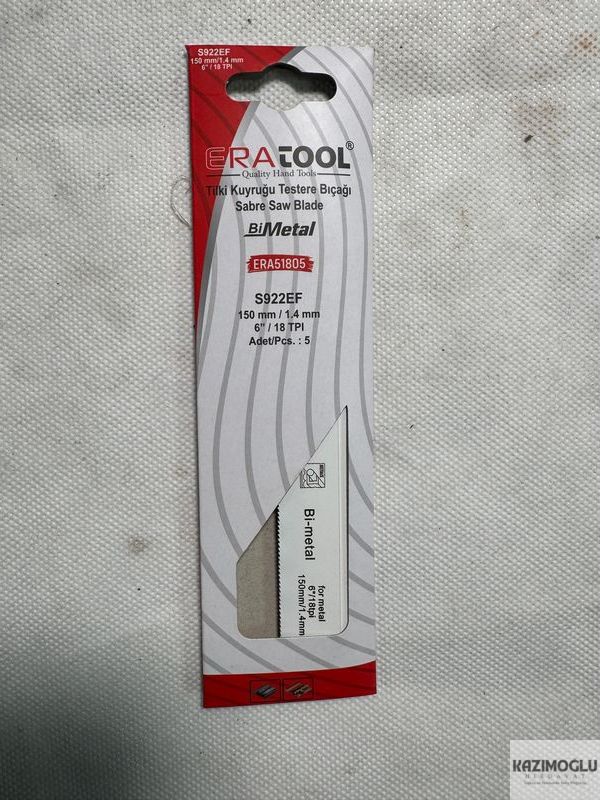 S922EF
150 mm/1.4 mm
6" / 18 TPI
ERATOOL®
Quality Hand Tools
Tilki Kuyruğu Testere Bıçağı
Sabre Saw Blade
BiMetal
ERA51805
S922EF
150 mm / 1.4 mm
6" / 18 TPI
Adet/Pcs. : 5
Bi-metal
for metal
6"/18tpi
150mm/1.4mm
KAZIMOGLU
HIRDAVAT